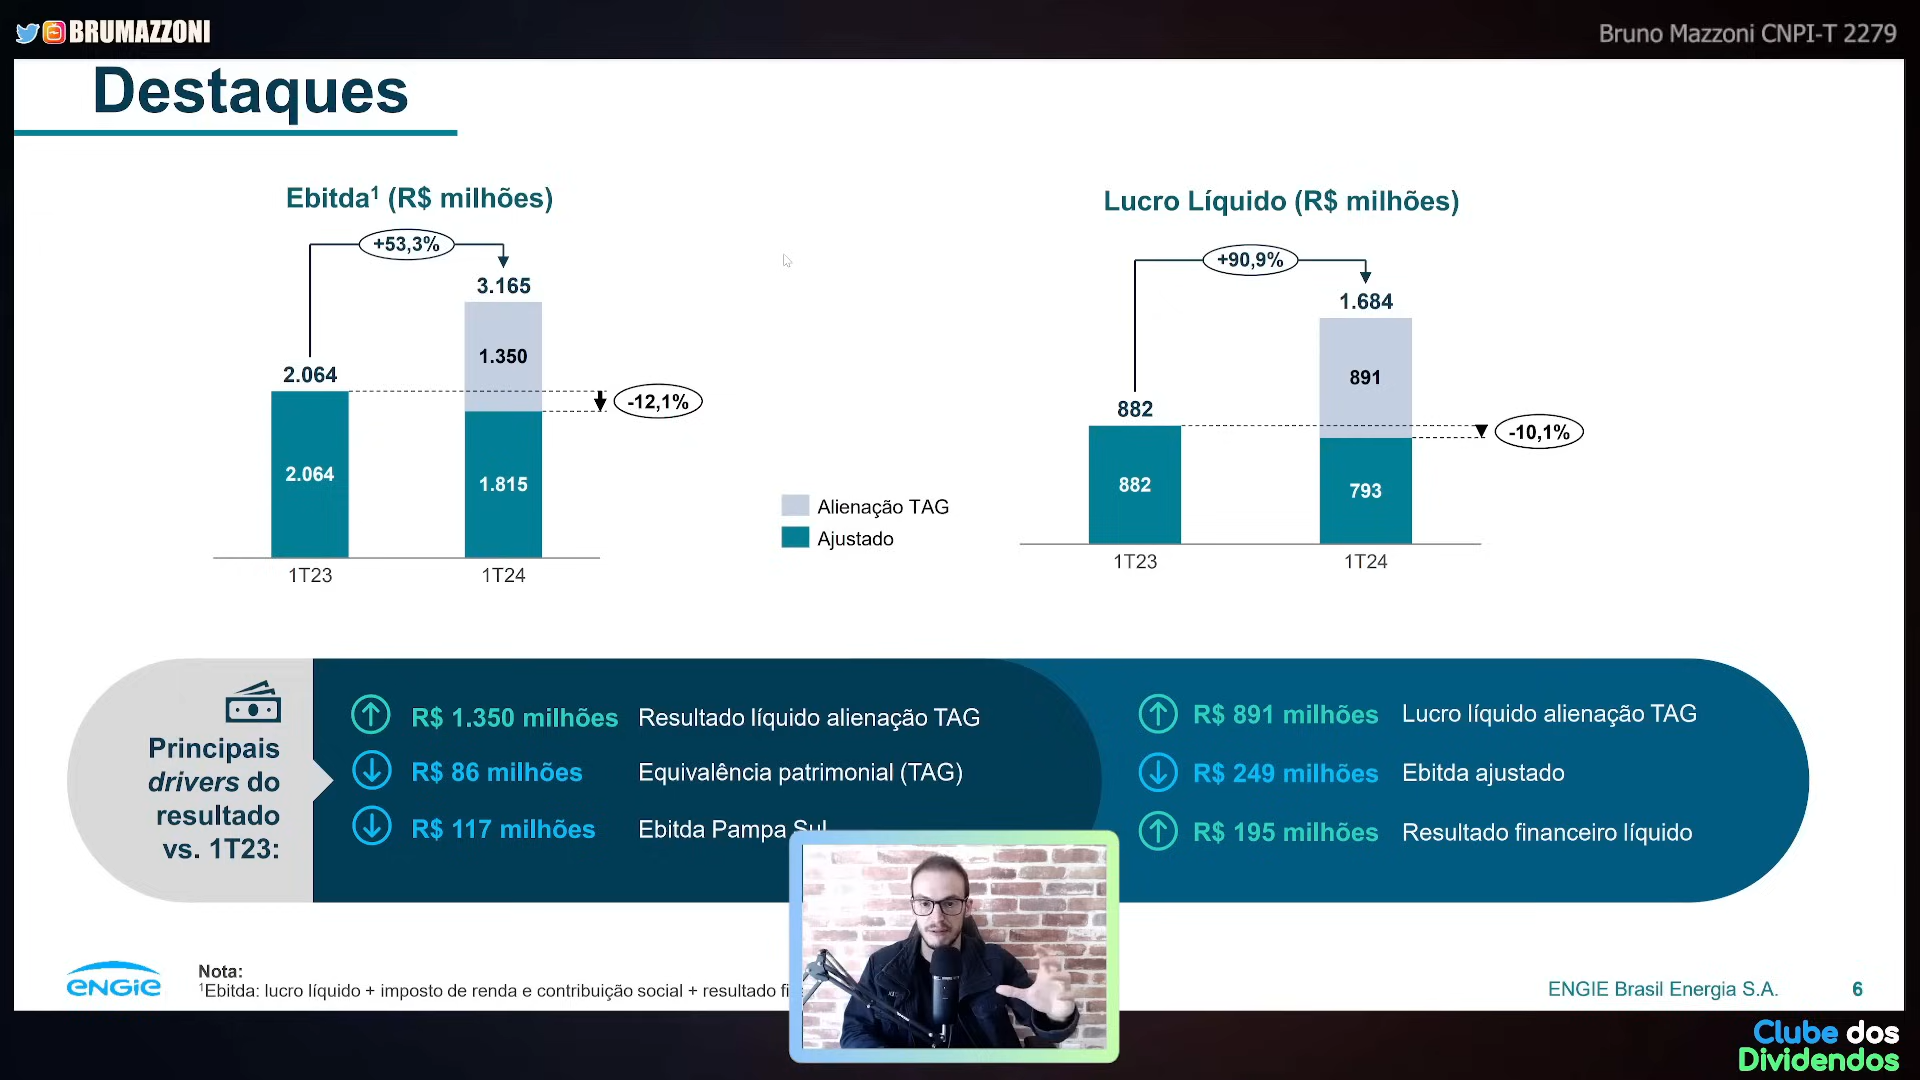 BRUMAZZONI
Bruno Mazzoni CNPI-T 2279
Destaques
Ebitda¹ (R$ milhões)
+53,3%
3.165
1.350
2.064
-12,1%
2.064
1.815
1T23
1T24
Alienação TAG
Ajustado
Lucro Líquido (R$ milhões)
+90,9%
1.684
891
882
-10,1%
882
793
1T23
1T24
Principais
drivers do
resultado
vs. 1T23:
R$ 1.350 milhões Resultado líquido alienação TAG
R$ 86 milhões Equivalência patrimonial (TAG)
R$ 117 milhões Ebitda Pampa Sul
R$ 891 milhões Lucro líquido alienação TAG
R$ 249 milhões Ebitda ajustado
R$ 195 milhões Resultado financeiro líquido
ENGIE
Nota:
¹Ebitda: lucro líquido + imposto de renda e contribuição social + resultado
ENGIE Brasil Energia S.A.
6
Clube dos
Dividendos